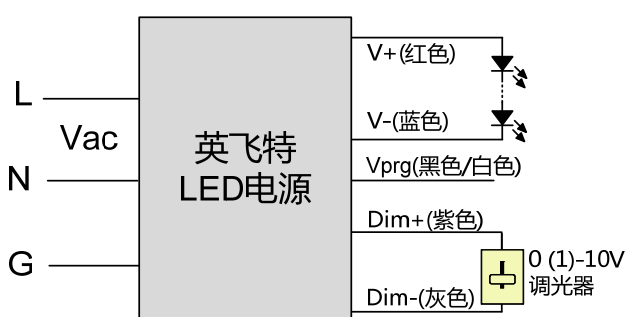 L
Vac
N
G
英飞特
LED电源
V+(红色)
V-(蓝色)
Vprg(黑色/白色)
Dim+(紫色)
Dim-(灰色)
0 (1)-10V
调光器